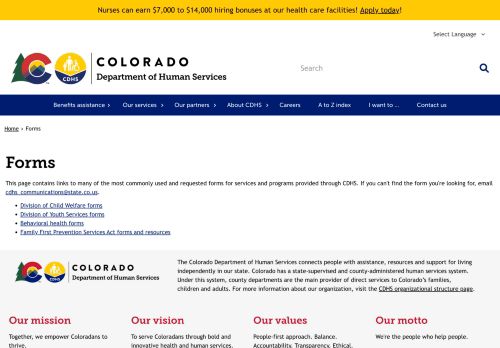 Nurses can earn $7,000 to $14,000 hiring bonuses at our health care facilities! Apply today!
Select Language
COLORADO
Department of Human Services
CDHS
Search
Benefits assistance
Our services
Our partners
About CDHS
Careers
A to Z index
I want to ...
Contact us
Home › Forms
Forms
This page contains links to many of the most commonly used and requested forms for services and programs provided through CDHS. If you can't find the form you're looking for, email
cdhs_communications@state.co.us.
Division of Child Welfare forms
Division of Youth Services forms
Behavioral health forms
Family First Prevention Services Act forms and resources
CDHS
COLORADO
Department of Human Services
The Colorado Department of Human Services connects people with assistance, resources and support for living
independently in our state. Colorado has a state-supervised and county-administered human services system.
Under this system, county departments are the main provider of direct services to Colorado's families,
children and adults. For more information about our organization, visit the CDHS organizational structure page.
Our mission
Together, we empower Coloradans to
thrive.
Our vision
To serve Coloradans through bold and
innovative health and human services.
Our values
People-first approach. Balance.
Accountability. Transparency. Ethical.
Our motto
We're the people who help people.